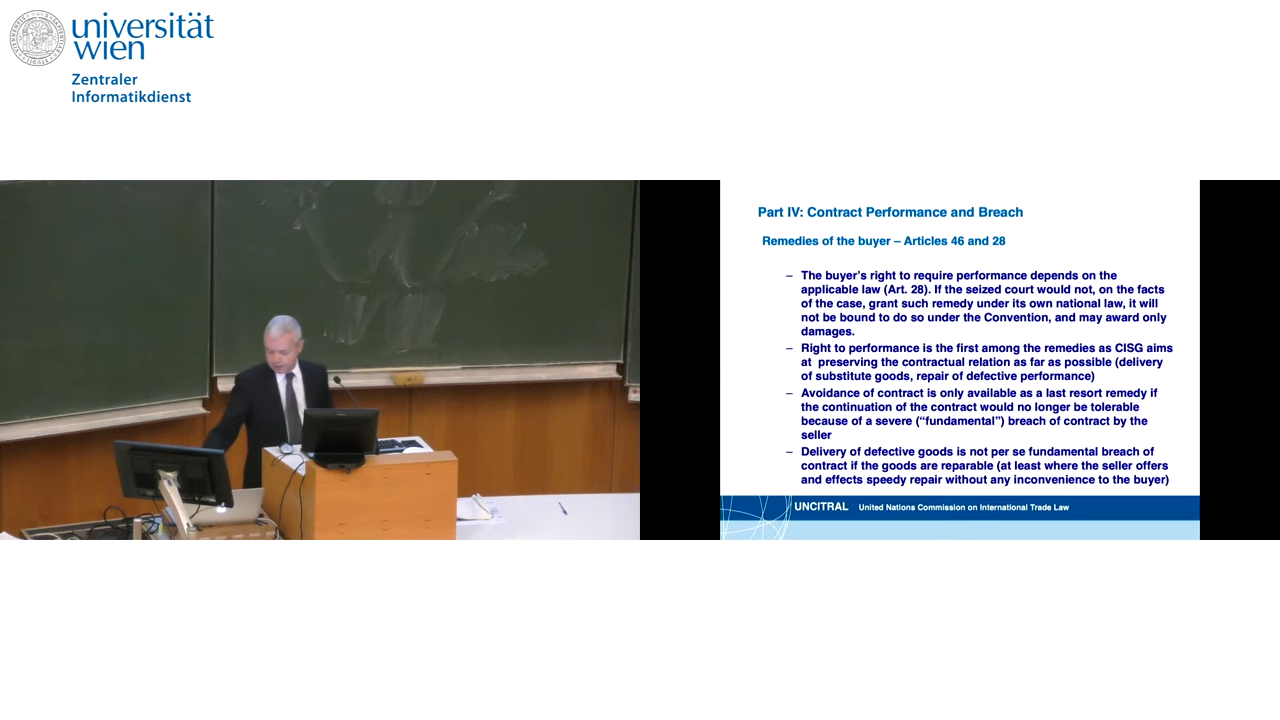 universität
wien
Zentraler
Informatikdienst
Part IV: Contract Performance and Breach
Remedies of the buyer – Articles 46 and 28
– The buyer's right to require performance depends on the
applicable law (Art. 28). If the seized court would not, on the facts
of the case, grant such remedy under its own national law, it will
not be bound to do so under the Convention, and may award only
damages.
– Right to performance is the first among the remedies as CISG aims
at preserving the contractual relation as far as possible (delivery
of substitute goods, repair of defective performance)
– Avoidance of contract is only available as a last resort remedy if
the continuation of the contract would no longer be tolerable
because of a severe (“fundamental”) breach of contract by the
seller
– Delivery of defective goods is not per se fundamental breach of
contract if the goods are reparable (at least where the seller offers
and effects speedy repair without any inconvenience to the buyer)
UNCITRAL United Nations Commission on International Trade Law